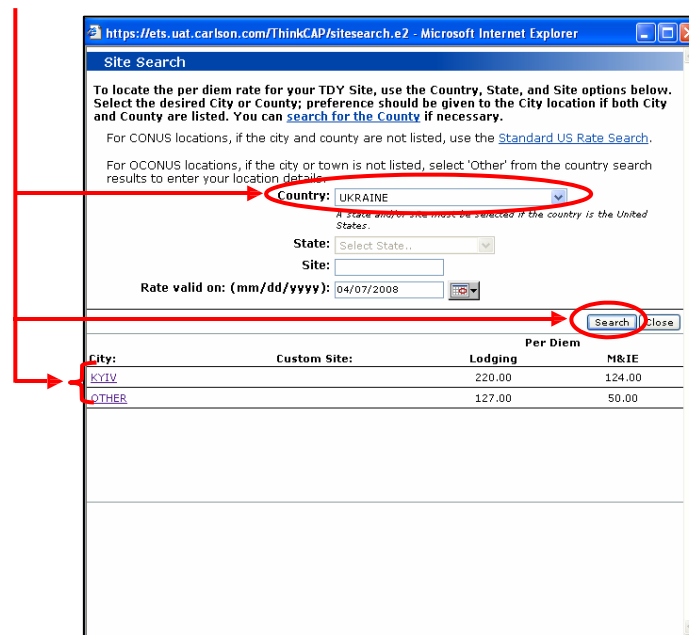 https://ets.uat.carlson.com/ThinkCAP/sitesearch.e2 - Microsoft Internet Explorer
Site Search
To locate the per diem rate for your TDY Site, use the Country, State, and Site options below.
Select the desired City or County; preference should be given to the City location if both City
and County are listed. You can search for the County if necessary.
For CONUS locations, if the city and county are not listed, use the Standard US Rate Search.
For OCONUS locations, if the city or town is not listed, select 'Other' from the country search
results to enter your location details.
Country: UKRAINE
A state and/or site must be selected if the country is the United
States.
State: Select State..
Site:
Rate valid on: (mm/dd/yyyy): 04/07/2008
Search Close
Per Diem
City: Custom Site: Lodging M&IE
KYIV 220.00 124.00
OTHER 127.00 50.00